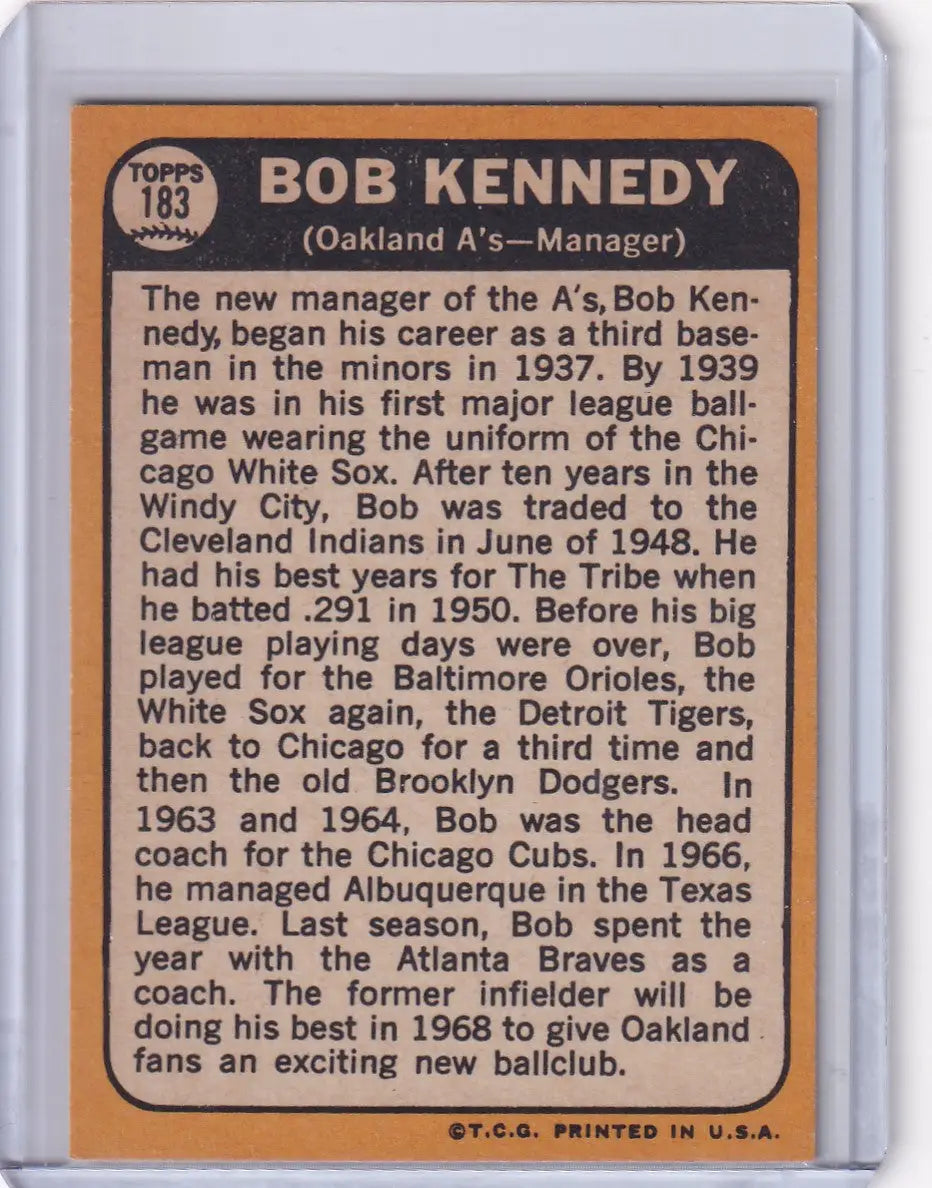 TOPPS
183
BOB KENNEDY
(Oakland A's—Manager)
The new manager of the A's, Bob Ken-
nedy, began his career as a third base-
man in the minors in 1937. By 1939
he was in his first major league ball-
game wearing the uniform of the Chi-
cago White Sox. After ten years in the
Windy City, Bob was traded to the
Cleveland Indians in June of 1948. He
had his best years for The Tribe when
he batted .291 in 1950. Before his big
league playing days were over, Bob
played for the Baltimore Orioles, the
White Sox again, the Detroit Tigers,
back to Chicago for a third time and
then the old Brooklyn Dodgers. In
1963 and 1964, Bob was the head
coach for the Chicago Cubs. In 1966,
he managed Albuquerque in the Texas
League. Last season, Bob spent the
year with the Atlanta Braves as a
coach. The former infielder will be
doing his best in 1968 to give Oakland
fans an exciting new ballclub.
©T.C.G. PRINTED IN U.S.A.